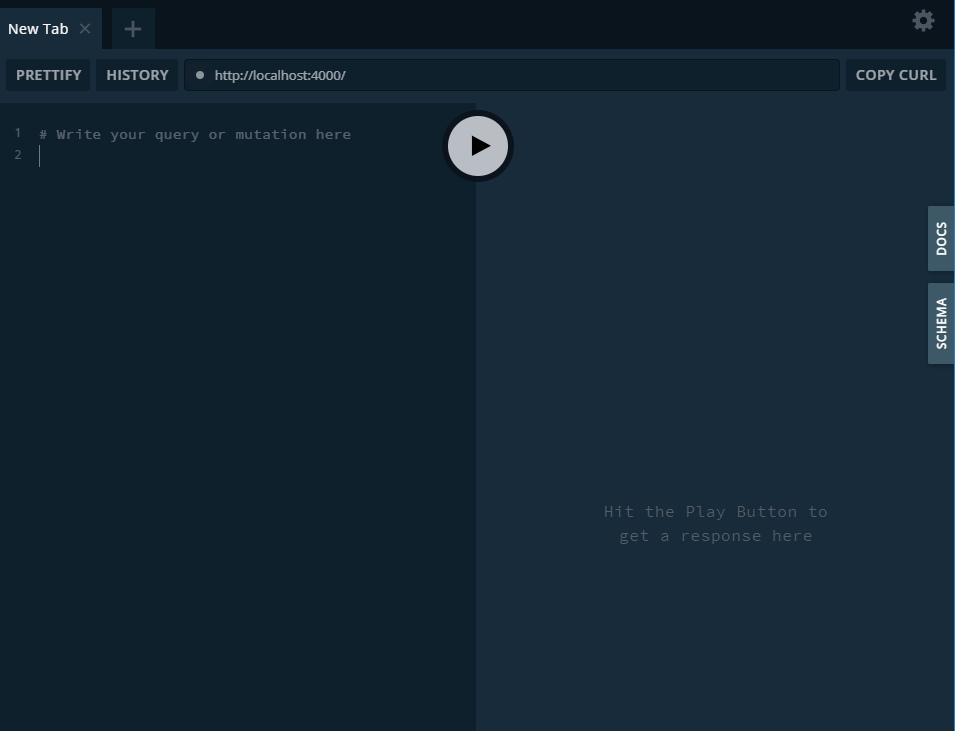 New Tab
PRETTIFY
HISTORY
http://localhost:4000/
COPY CURL
1 # Write your query or mutation here
2
DOCS
SCHEMA
Hit the Play Button to
get a response here